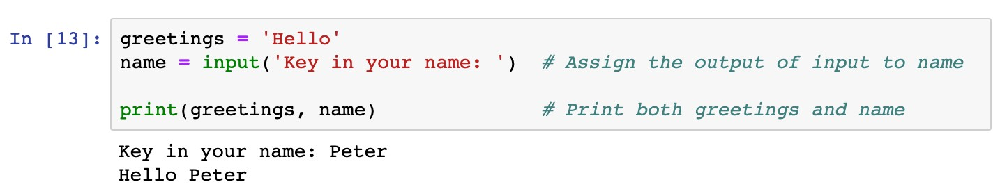 In [13]: greetings = 'Hello'
name = input('Key in your name: ')  # Assign the output of input to name
print(greetings, name)  # Print both greetings and name
Key in your name: Peter
Hello Peter